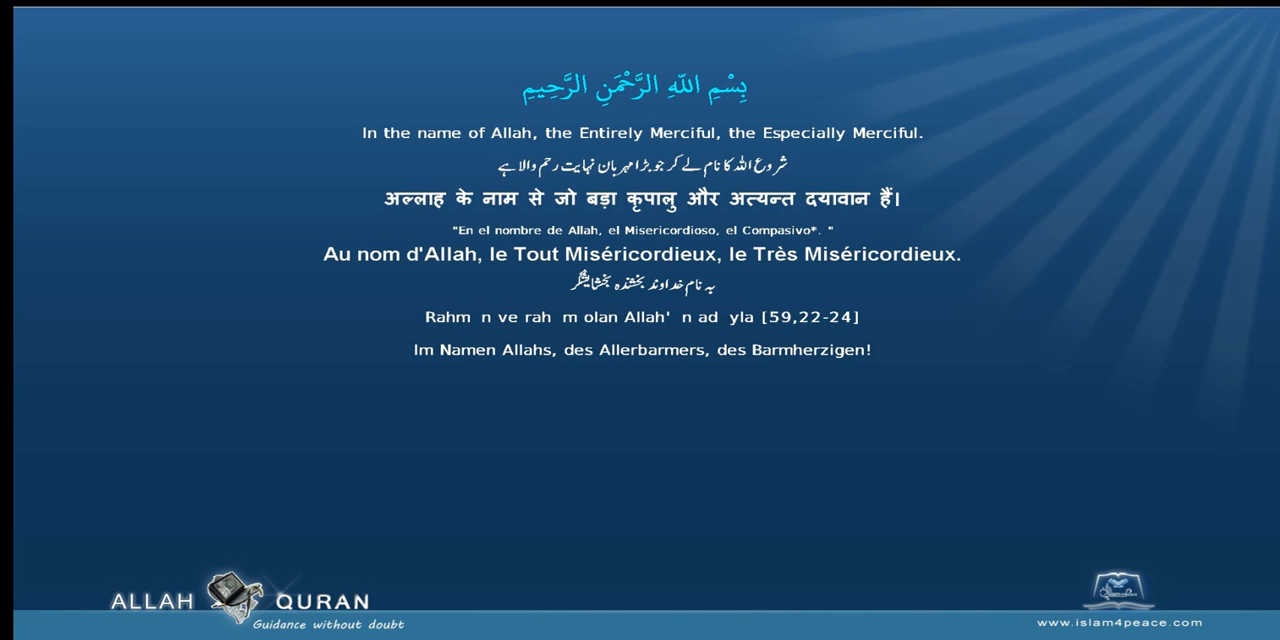 بِسْمِ اللّهِ الرَّحْمَنِ الرَّحِيمِ
In the name of Allah, the Entirely Merciful, the Especially Merciful.
شروع الله کا نام لے کر جو بڑا مہربان نہایت رحم والا ہے
अल्लाह के नाम से जो बड़ा कृपालु और अत्यन्त दयावान हैं।
"En el nombre de Allah, el Misericordioso, el Compasivo*. "
Au nom d'Allah, le Tout Miséricordieux, le Très Miséricordieux.
به نام خداوند بخشنده بخشایشگر
Rahm n ve rah m olan Allah' n ad yla [59,22-24]
Im Namen Allahs, des Allerbarmers, des Barmherzigen!
ALLAH QURAN
Guidance without doubt
www.islam4peace.com